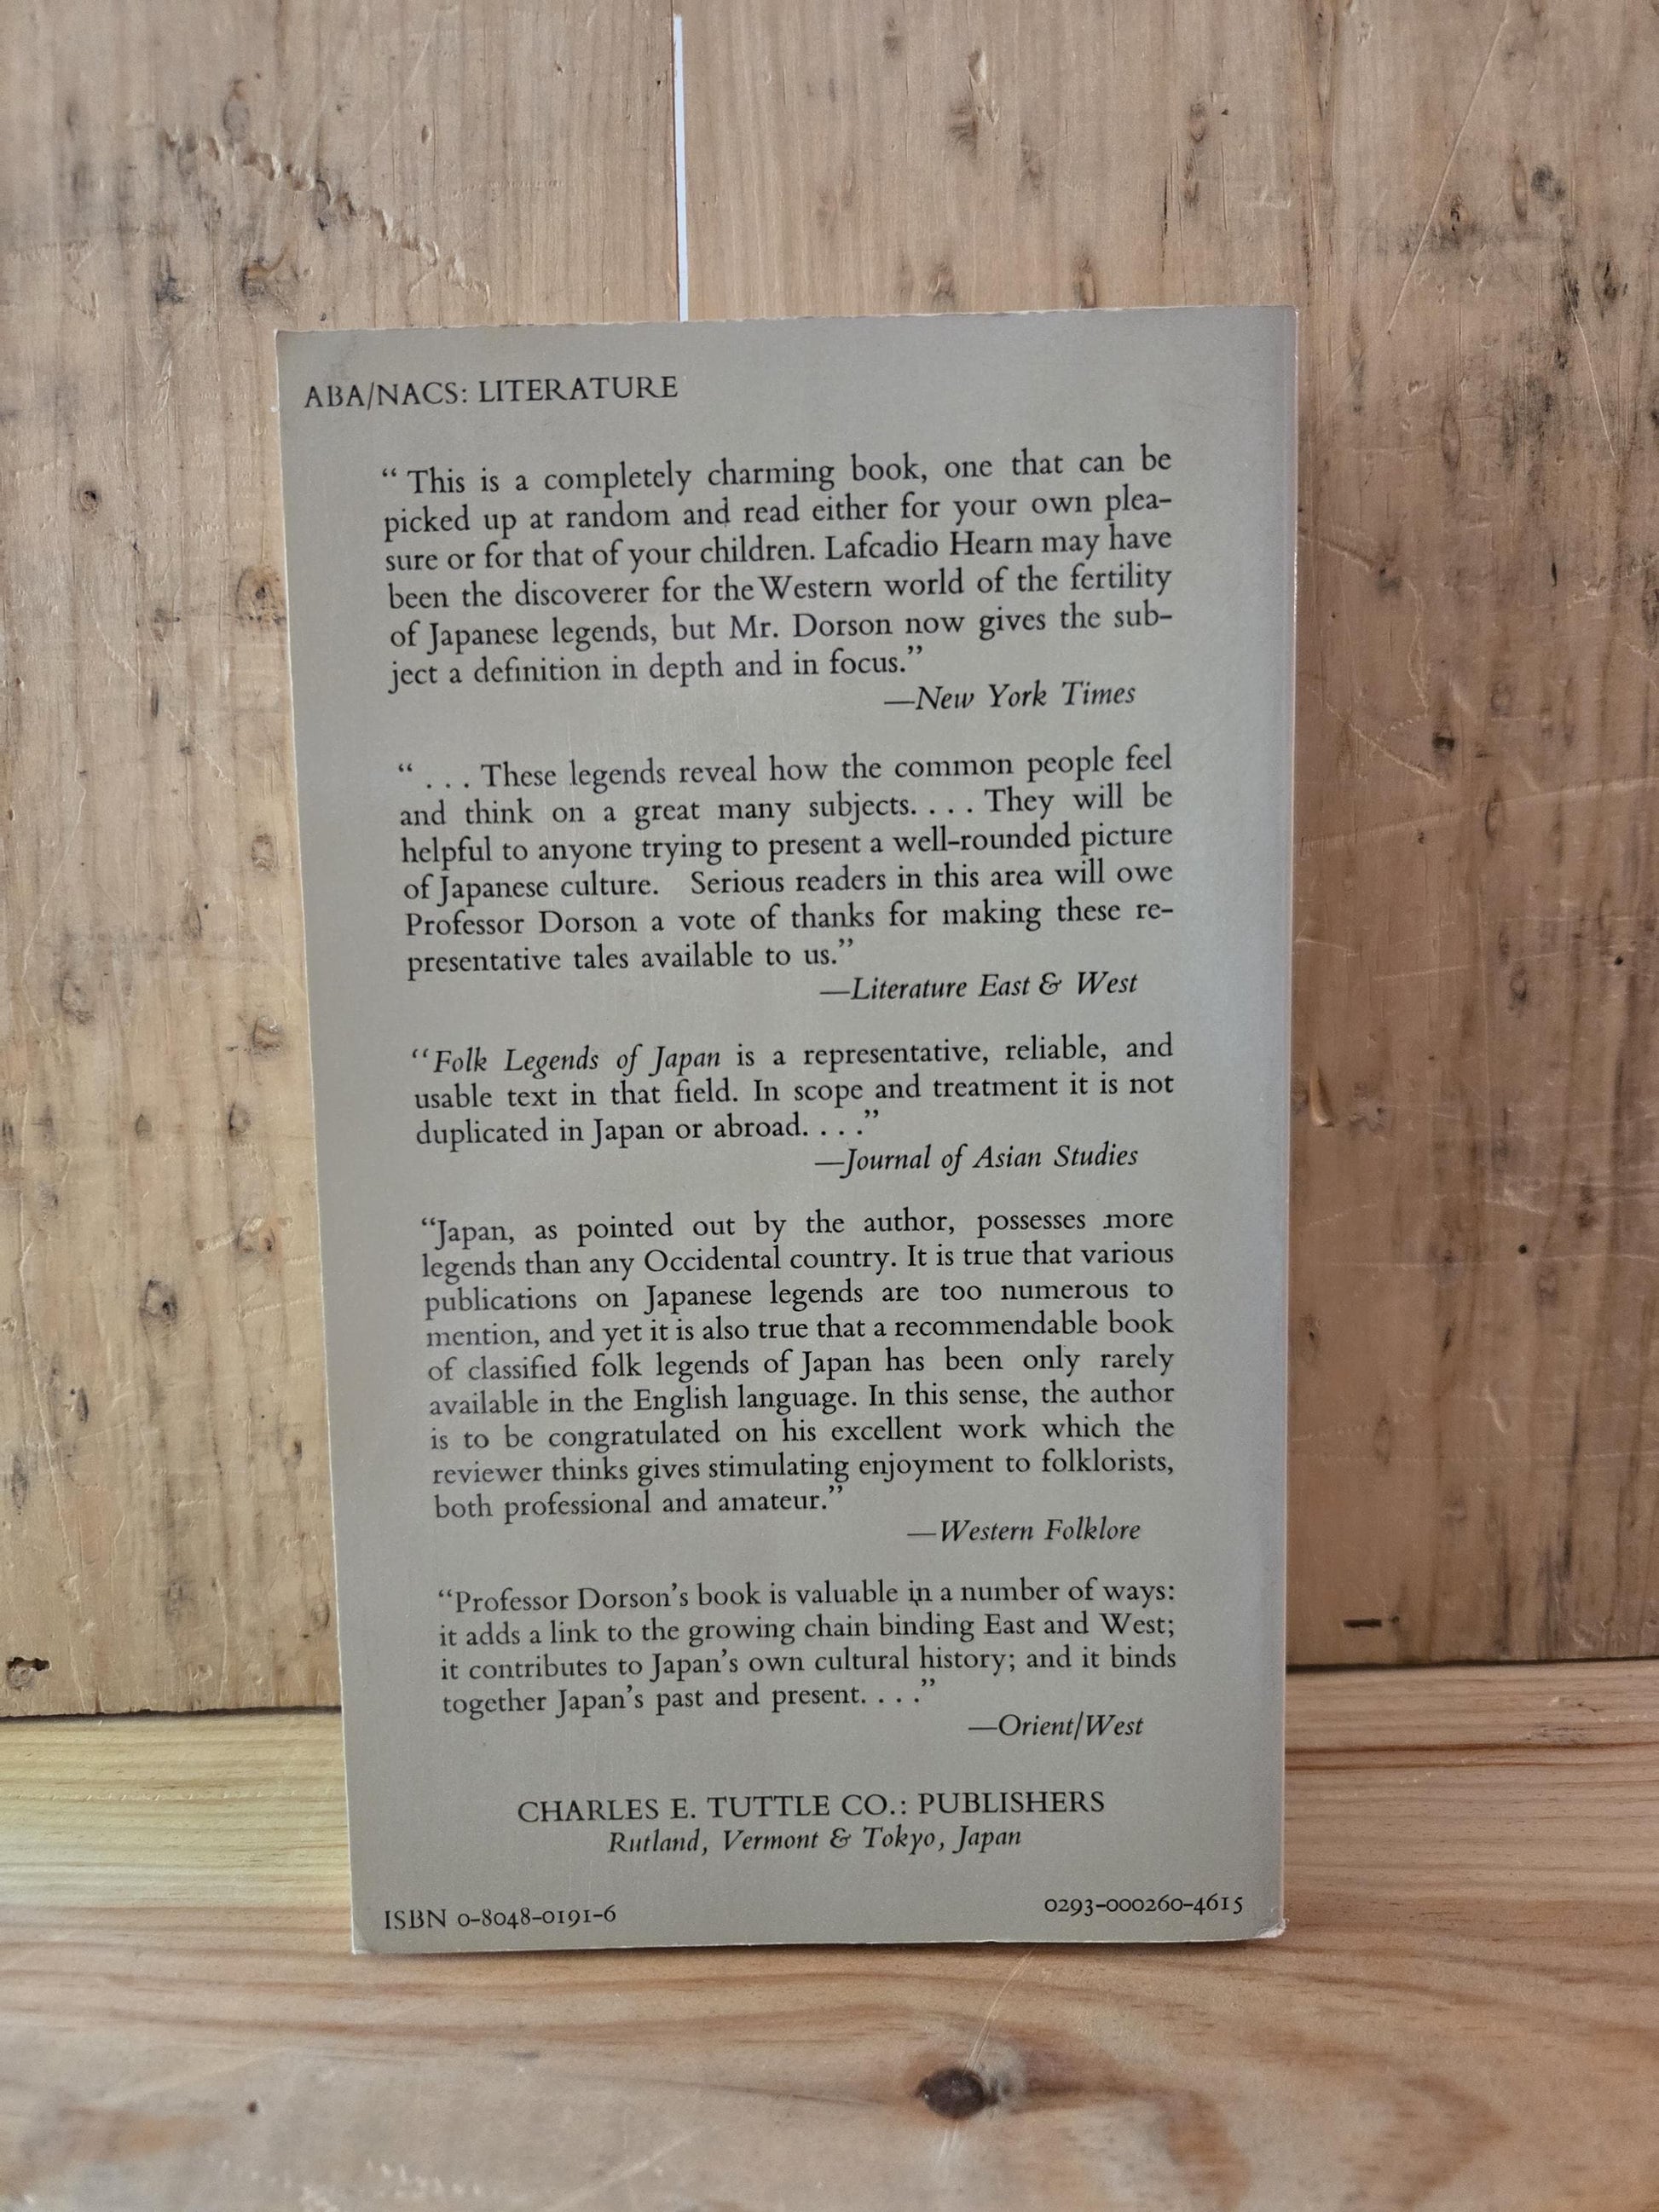 ABA/NACS: LITERATURE
“ This is a completely charming book, one that can be
picked up at random and read either for your own plea-
sure or for that of your children. Lafcadio Hearn may have
been the discoverer for the Western world of the fertility
of Japanese legends, but Mr. Dorson now gives the sub-
ject a definition in depth and in focus.”
—New York Times
“ . . . These legends reveal how the common people feel
and think on a great many subjects. . . . They will be
helpful to anyone trying to present a well-rounded picture
of Japanese culture. Serious readers in this area will owe
Professor Dorson a vote of thanks for making these re-
presentative tales available to us.”
—Literature East & West
“Folk Legends of Japan is a representative, reliable, and
usable text in that field. In scope and treatment it is not
duplicated in Japan or abroad. . . .”
—Journal of Asian Studies
“Japan, as pointed out by the author, possesses more
legends than any Occidental country. It is true that various
publications on Japanese legends are too numerous to
mention, and yet it is also true that a recommendable book
of classified folk legends of Japan has been only rarely
available in the English language. In this sense, the author
is to be congratulated on his excellent work which the
reviewer thinks gives stimulating enjoyment to folklorists,
both professional and amateur.”
—Western Folklore
“Professor Dorson’s book is valuable in a number of ways:
it adds a link to the growing chain binding East and West;
it contributes to Japan’s own cultural history; and it binds
together Japan’s past and present. . . .”
—Orient/West
CHARLES E. TUTTLE CO.: PUBLISHERS
Rutland, Vermont & Tokyo, Japan
ISBN 0-8048-0191-6
0293-000260-4615